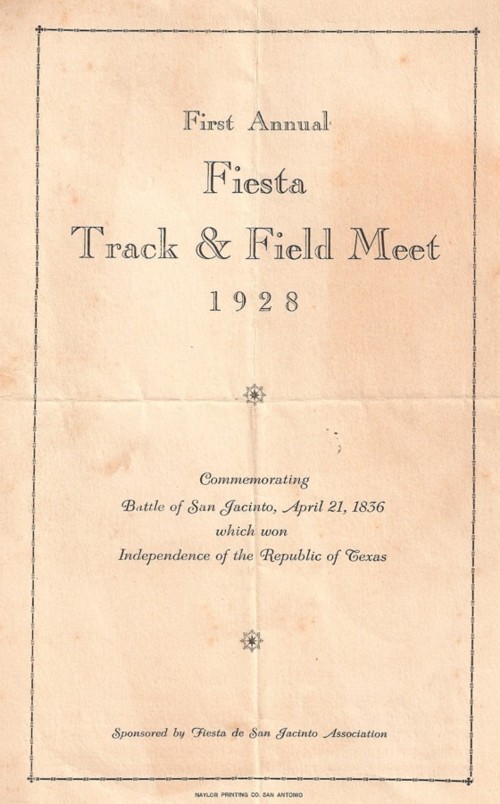 First Annual
Fiesta
Track & Field Meet
1928
Commemorating
Battle of San Jacinto, April 21, 1836
which won
Independence of the Republic of Texas
Sponsored by Fiesta de San Jacinto Association
NAYLOR PRINTING CO. SAN ANTONIO